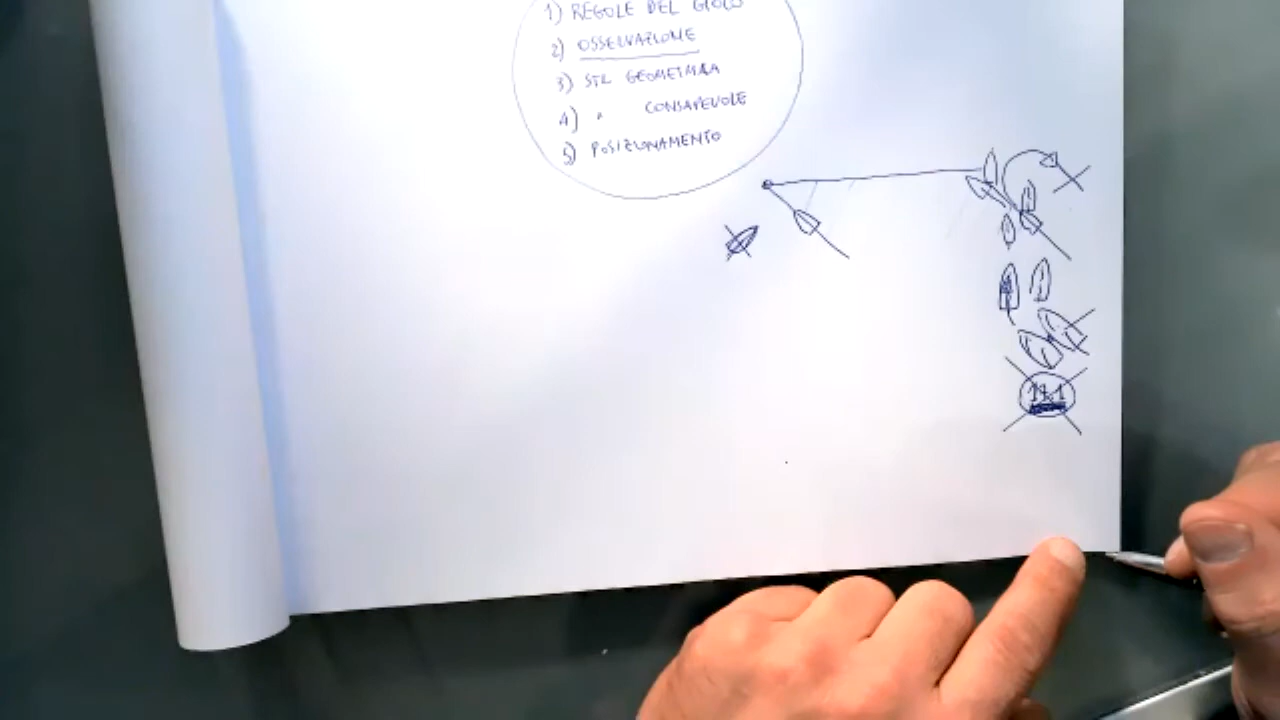 1) REGOLE DEL GIOCO
2) OSSERVAZIONE
3) STR GEOMETRICA
4) " CONSAPEVOLE
5) POSIZIONAMENTO